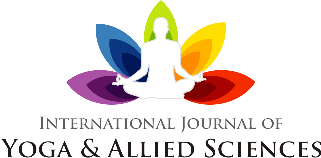 INTERNATIONAL JOURNAL OF
YOGA & ALLIED SCIENCES